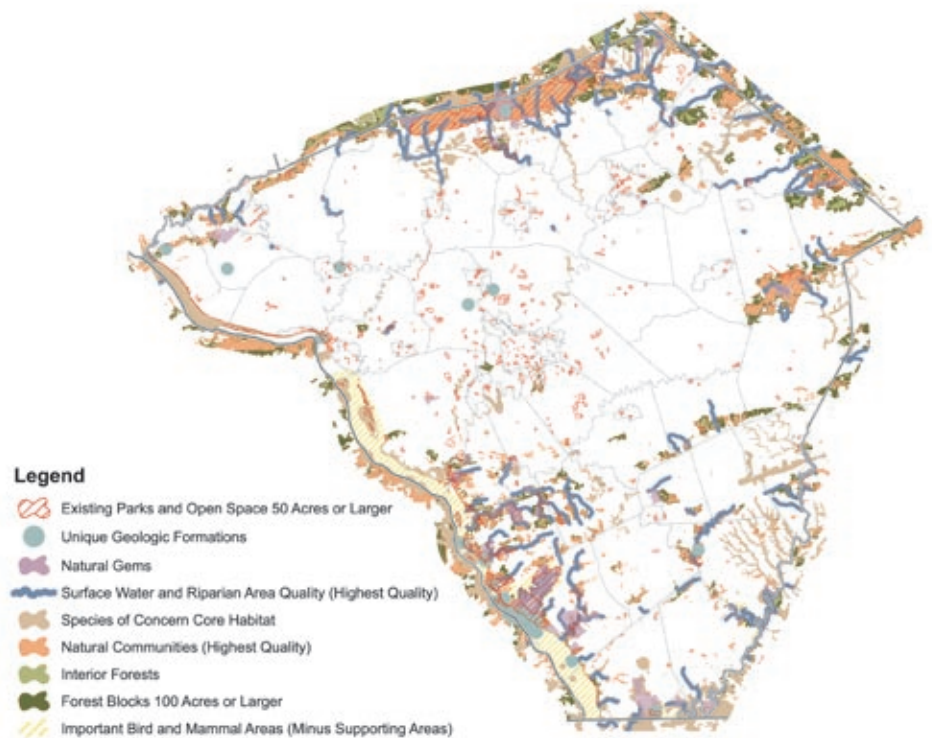 Legend
Existing Parks and Open Space 50 Acres or Larger
Unique Geologic Formations
Natural Gems
Surface Water and Riparian Area Quality (Highest Quality)
Species of Concern Core Habitat
Natural Communities (Highest Quality)
Interior Forests
Forest Blocks 100 Acres or Larger
Important Bird and Mammal Areas (Minus Supporting Areas)